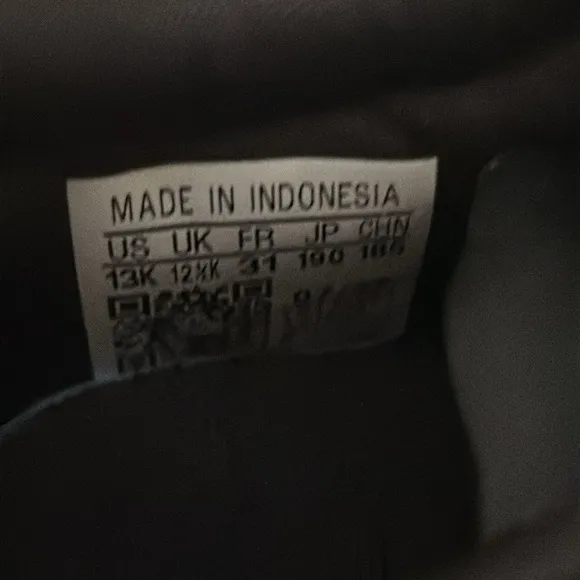 MADE IN INDONESIA
US UK FR JP CHN
13K 12½K 31 190 185